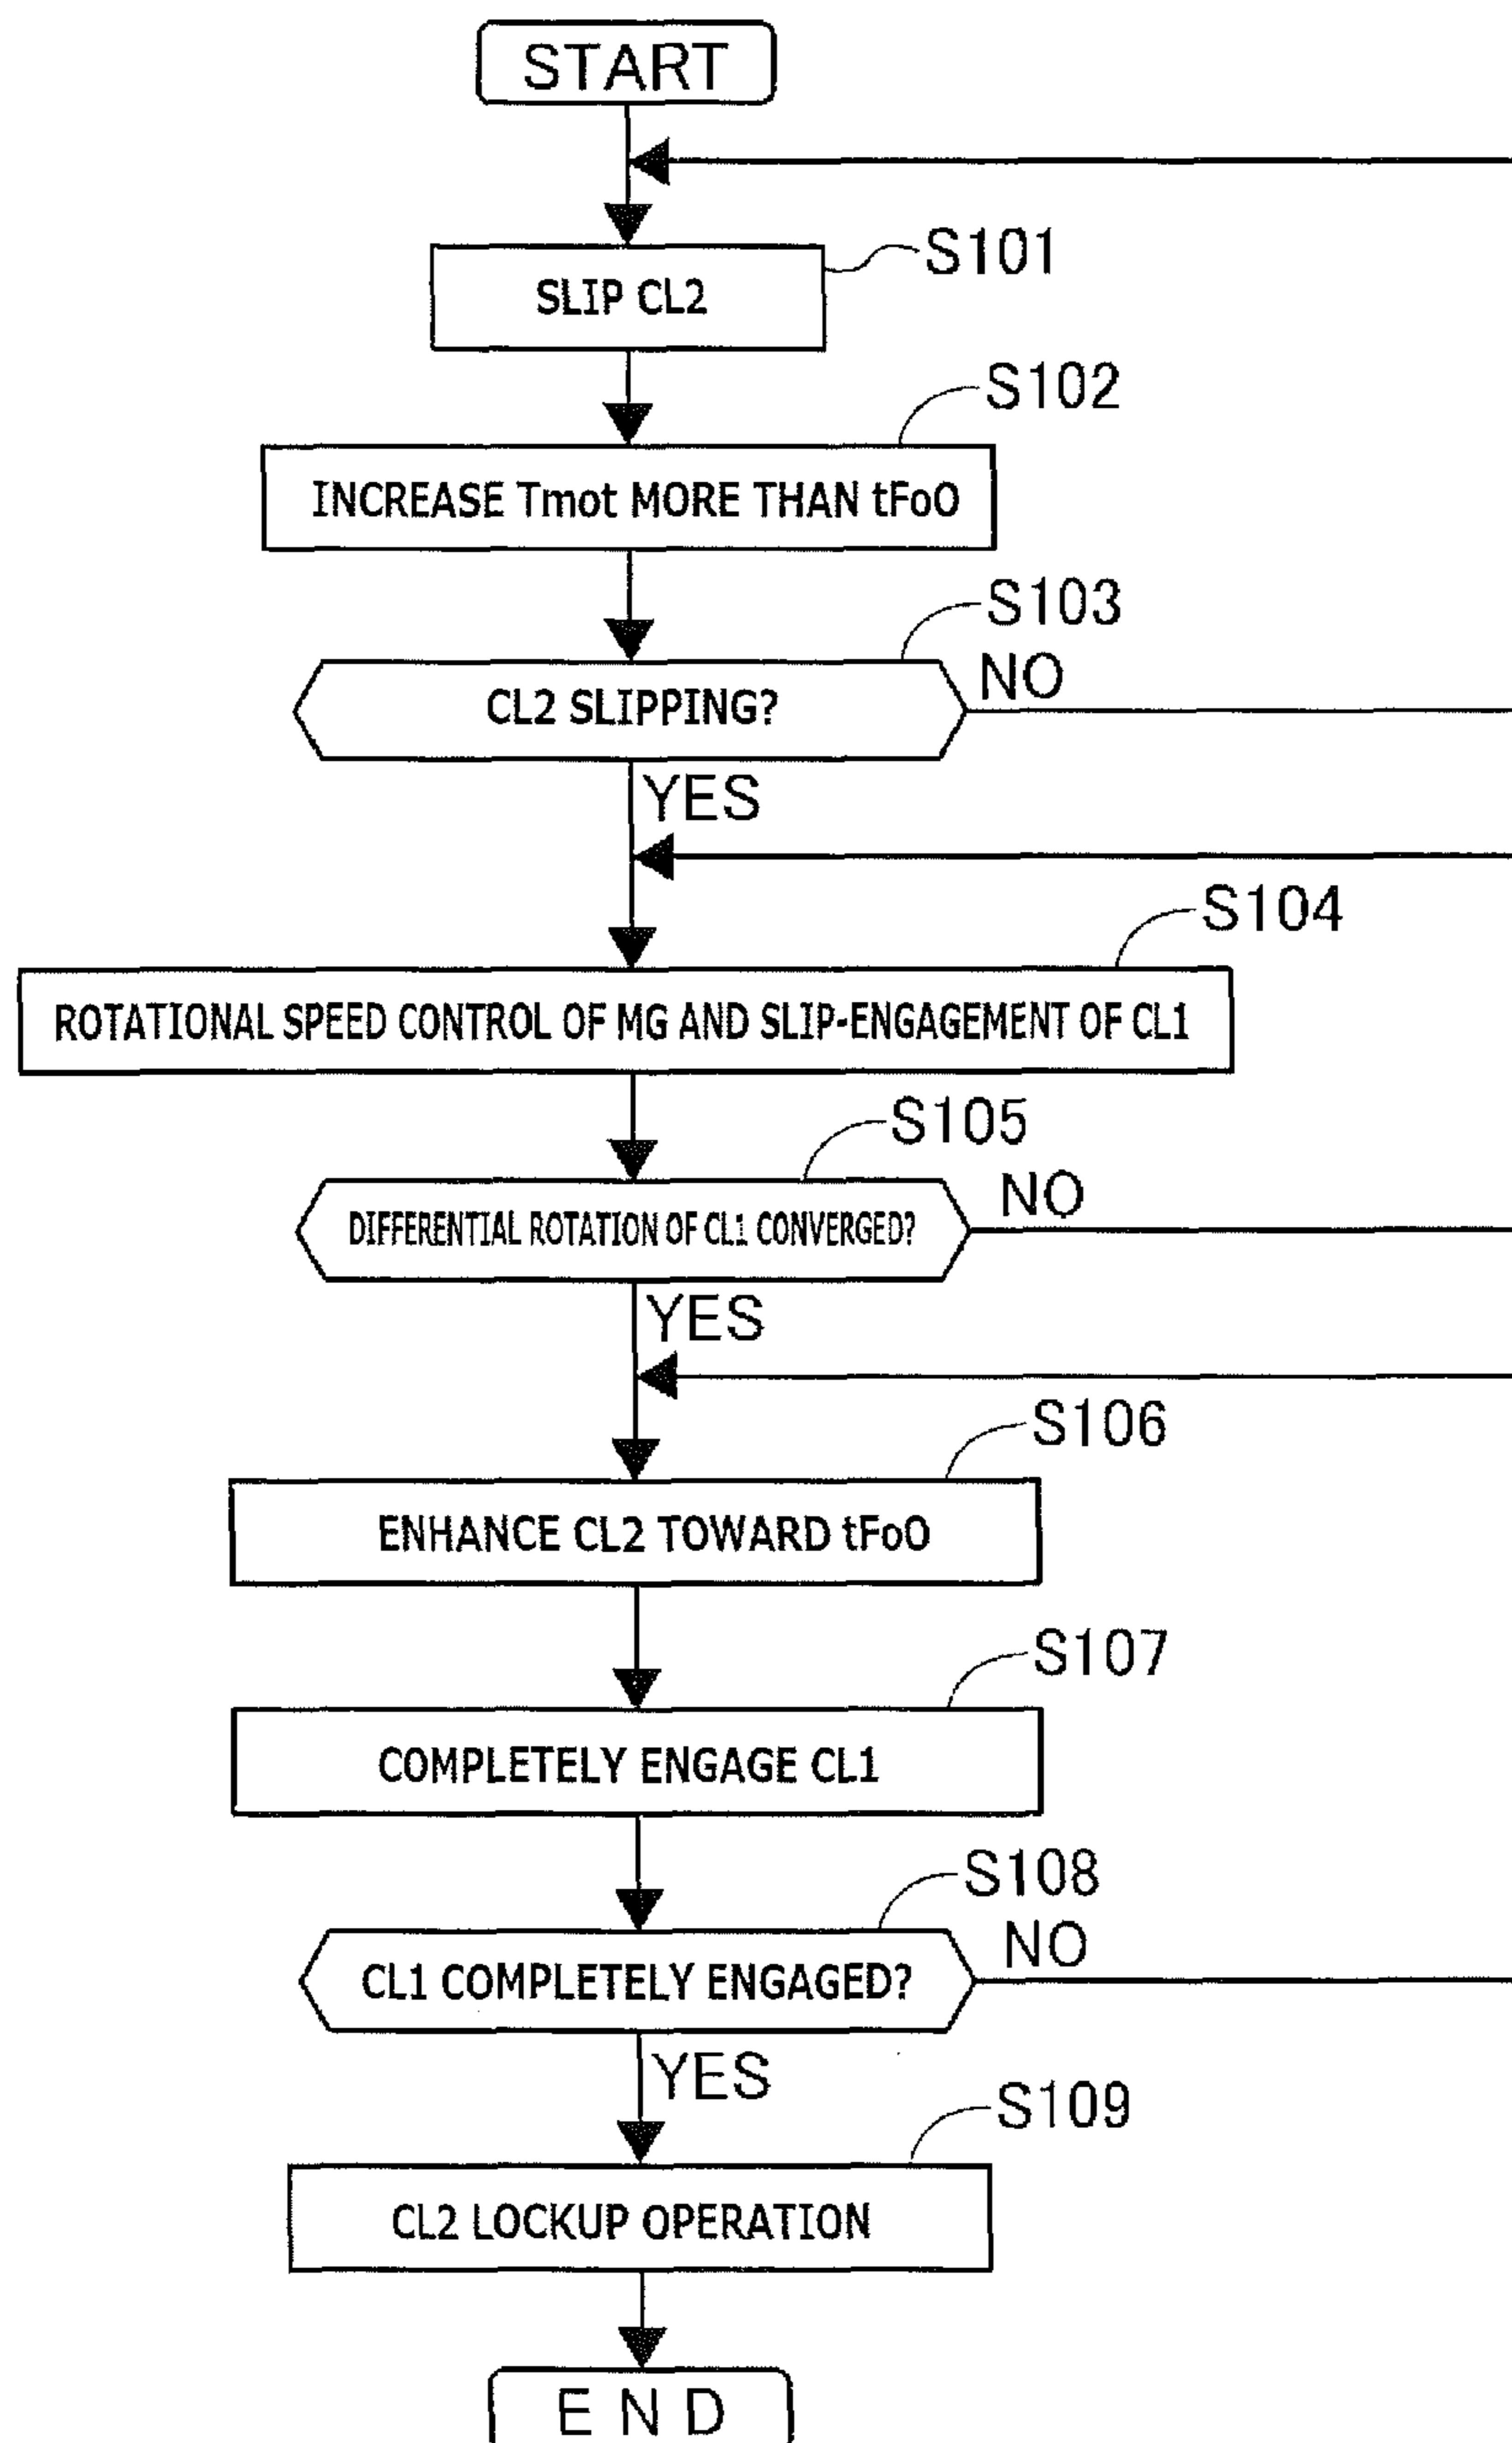 START
S101
SLIP CL2
S102
INCREASE Tmot MORE THAN tFoO
S103
CL2 SLIPPING?
NO
YES
S104
ROTATIONAL SPEED CONTROL OF MG AND SLIP-ENGAGEMENT OF CL1
S105
DIFFERENTIAL ROTATION OF CL1 CONVERGED?
NO
YES
S106
ENHANCE CL2 TOWARD tFoO
S107
COMPLETELY ENGAGE CL1
S108
CL1 COMPLETELY ENGAGED?
NO
YES
S109
CL2 LOCKUP OPERATION
END